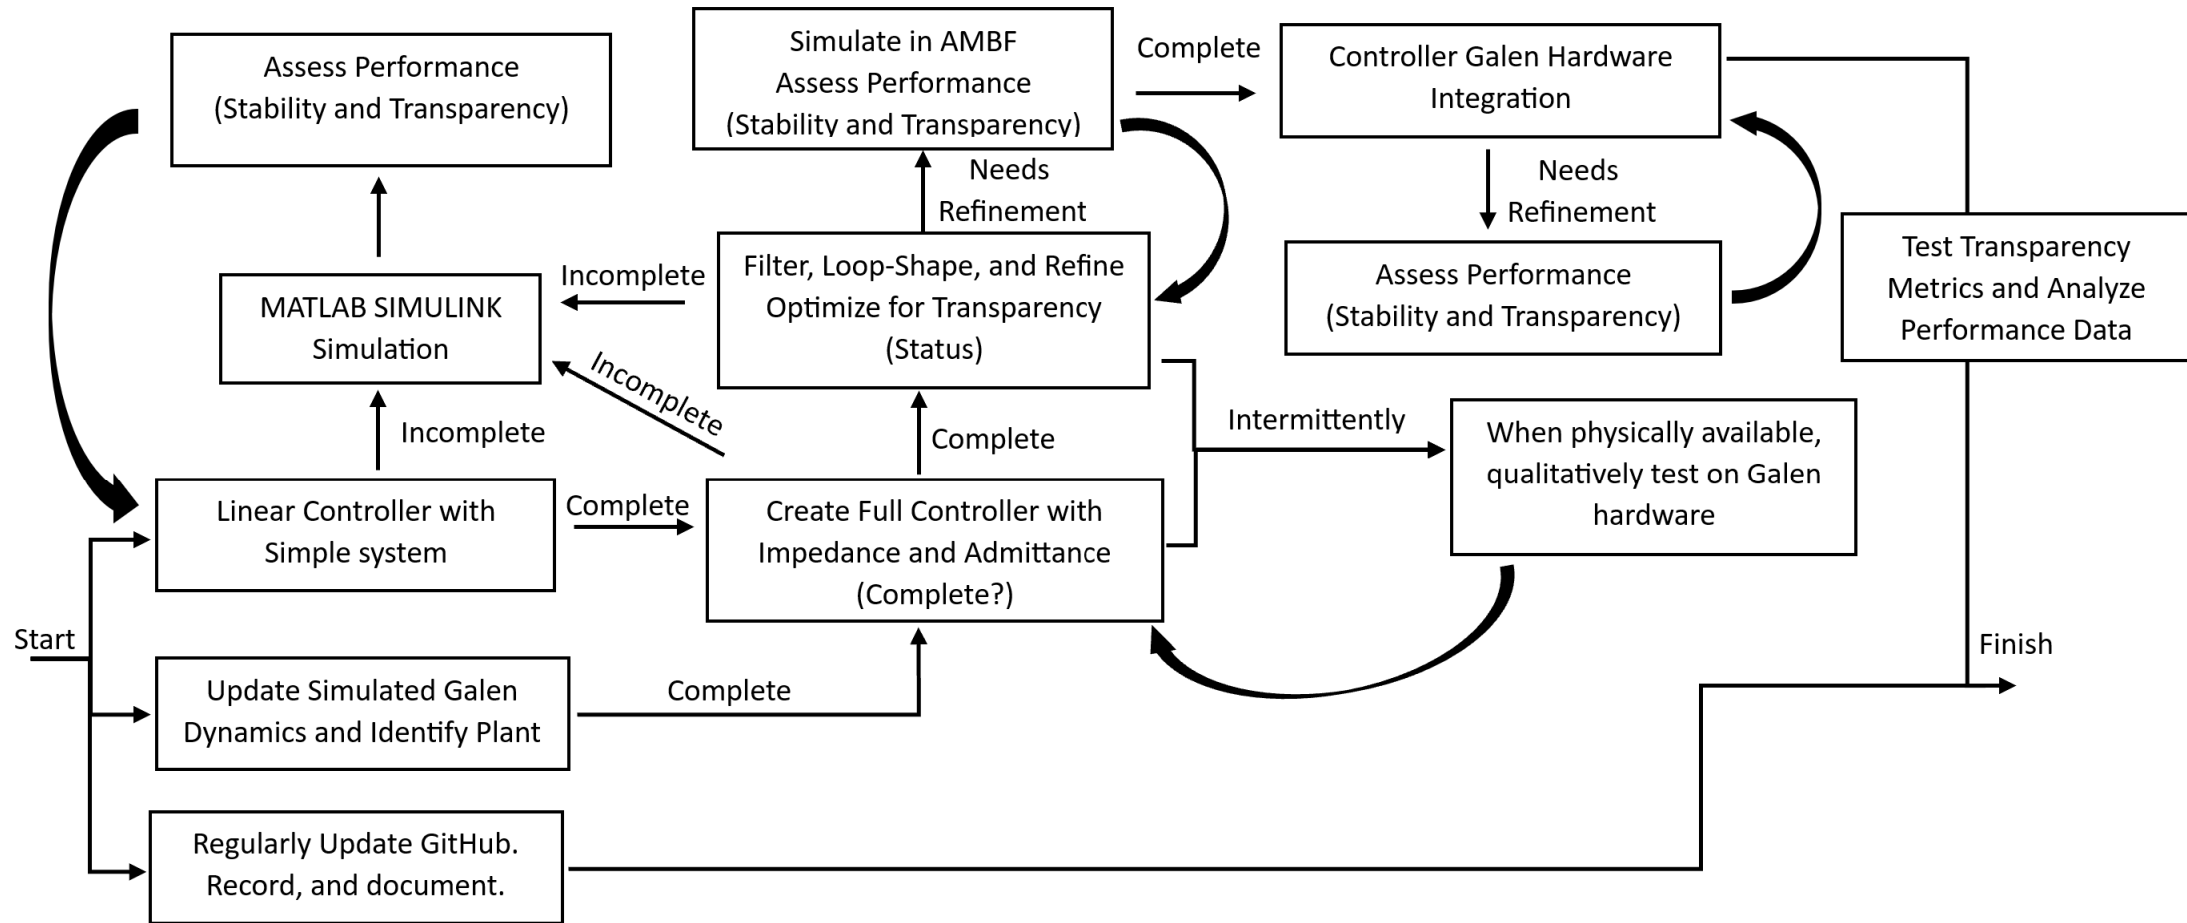 Assess Performance
(Stability and Transparency)
Simulate in AMBF
Assess Performance
(Stability and Transparency)
Complete
Controller Galen Hardware
Integration
Needs
Refinement
Needs
Refinement
Test Transparency
Metrics and Analyze
Performance Data
MATLAB SIMULINK
Simulation
Incomplete
Filter, Loop-Shape, and Refine
Optimize for Transparency
(Status)
Assess Performance
(Stability and Transparency)
Incomplete
Incomplete
Complete
Intermittently
When physically available,
qualitatively test on Galen
hardware
Linear Controller with
Simple system
Complete
Create Full Controller with
Impedance and Admittance
(Complete?)
Start
Update Simulated Galen
Dynamics and Identify Plant
Complete
Finish
Regularly Update GitHub.
Record, and document.